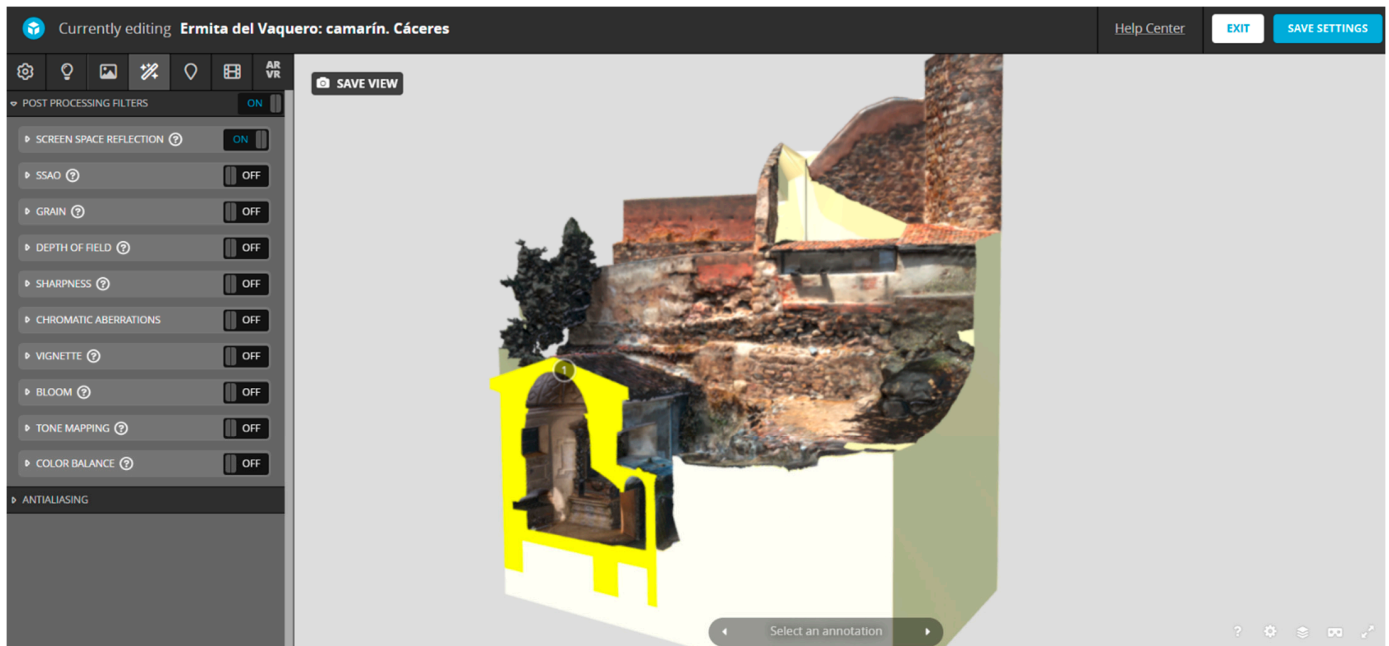 Currently editing Ermita del Vaquero: camarín. Cáceres
Help Center
EXIT
SAVE SETTINGS
AR
VR
POST PROCESSING FILTERS ON
SAVE VIEW
SCREEN SPACE REFLECTION ? ON
SSAO ? OFF
GRAIN ? OFF
DEPTH OF FIELD ? OFF
SHARPNESS ? OFF
CHROMATIC ABERRATIONS OFF
VIGNETTE ? OFF
BLOOM ? OFF
TONE MAPPING ? OFF
COLOR BALANCE ? OFF
ANTIALIASING
1
Select an annotation
?